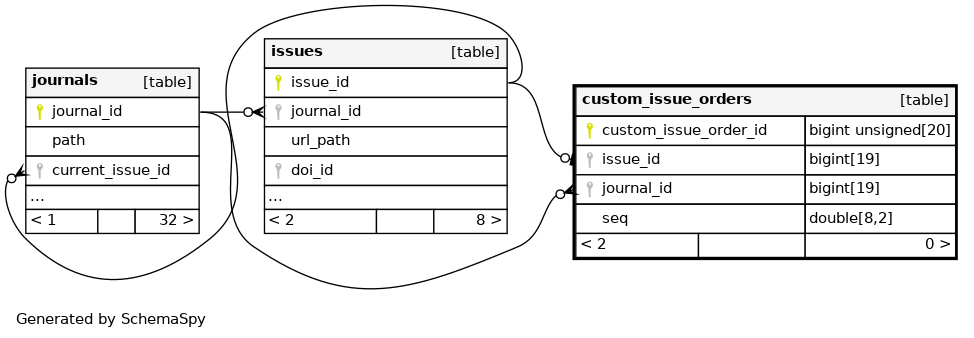 journals [table]
journal_id
path
current_issue_id
...
< 1 32 >
issues [table]
issue_id
journal_id
url_path
doi_id
...
< 2 8 >
custom_issue_orders [table]
custom_issue_order_id bigint unsigned[20]
issue_id bigint[19]
journal_id bigint[19]
seq double[8,2]
< 2 0 >
Generated by SchemaSpy